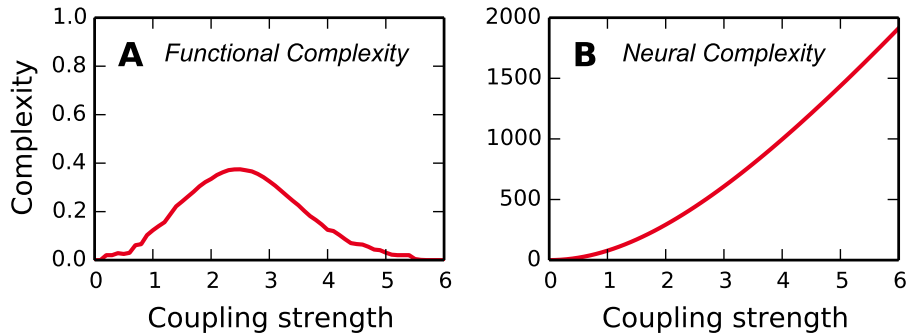 A Functional Complexity
Complexity
1.0
0.8
0.6
0.4
0.2
0.0
0 1 2 3 4 5 6
Coupling strength
B Neural Complexity
2000
1500
1000
500
0
0 1 2 3 4 5 6
Coupling strength